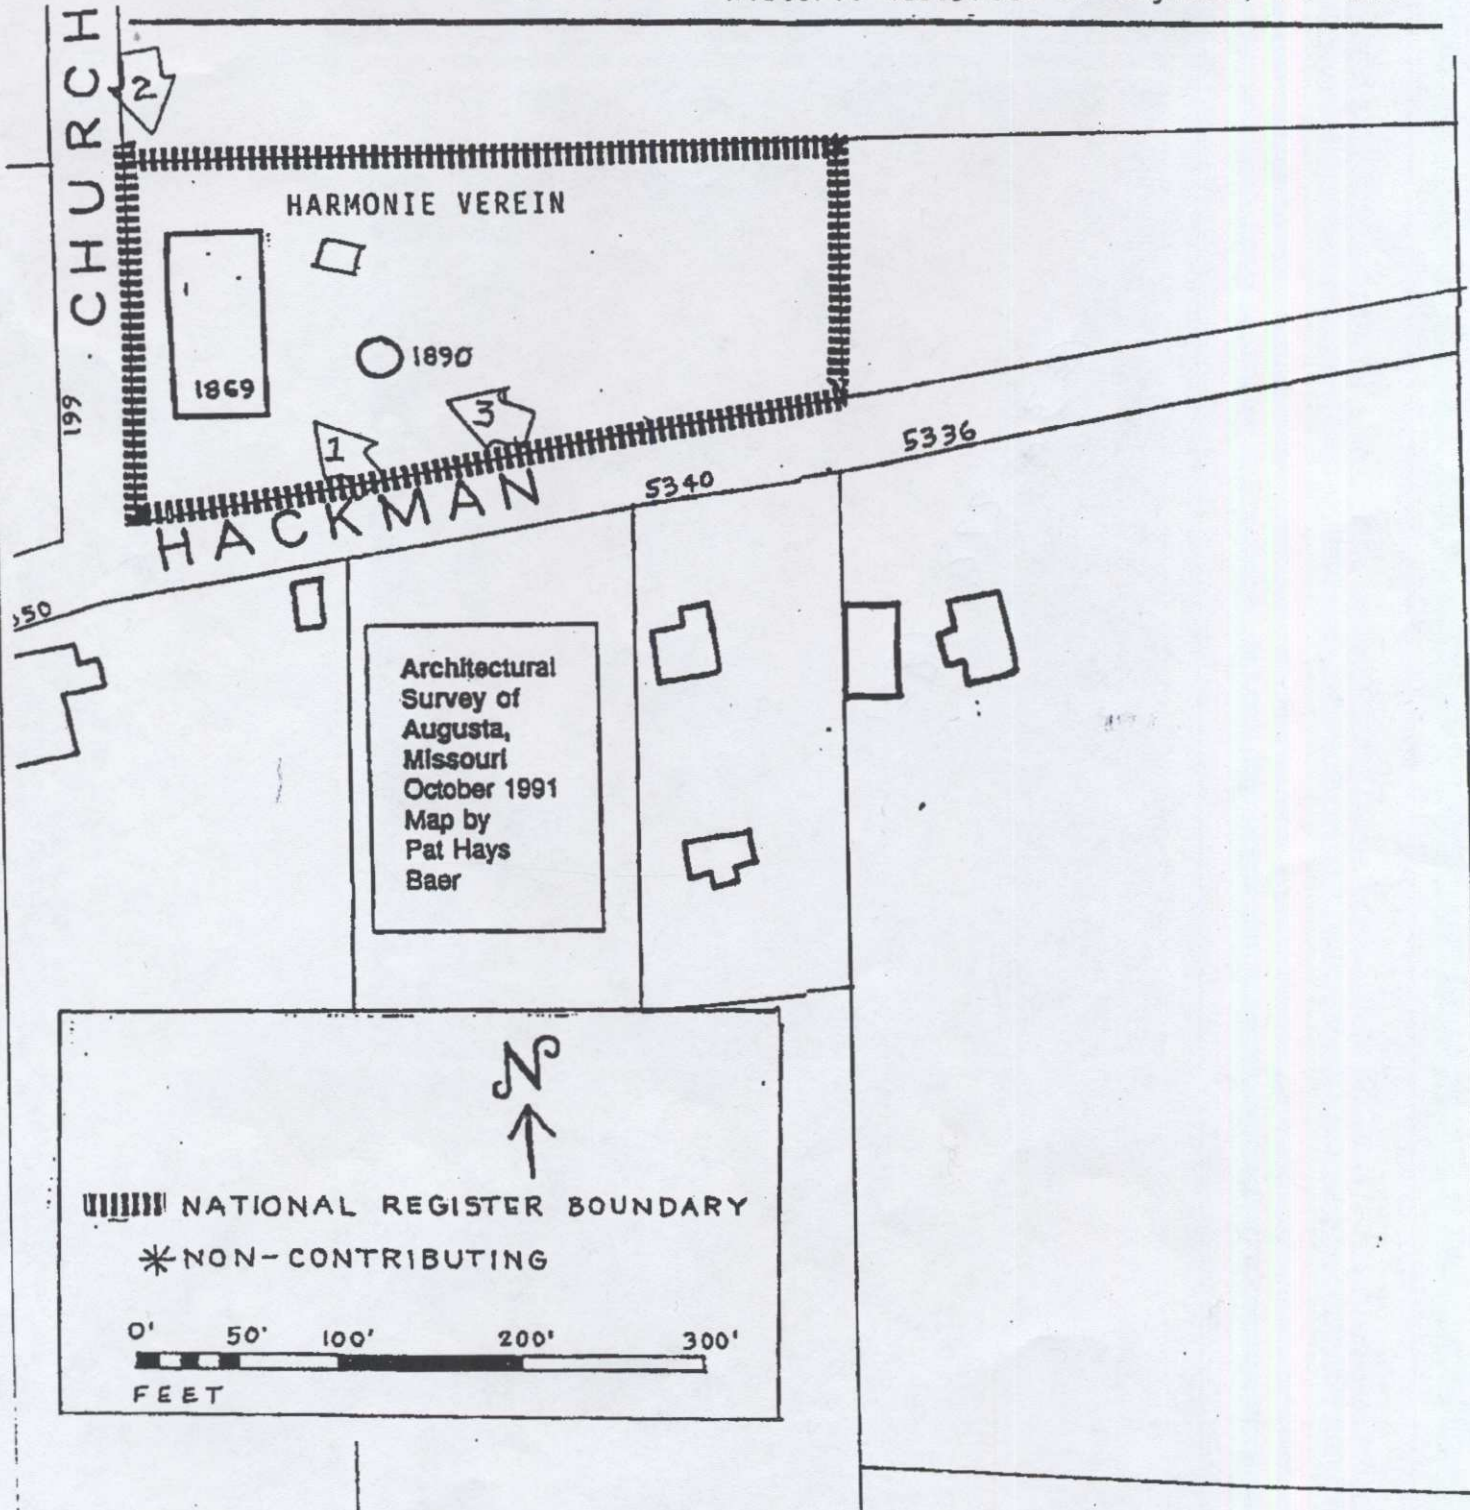 CHURCH
2
HARMONIE VEREIN
1869
1890
199
1
3
HACKMAN
5340
5336
Architectural
Survey of
Augusta,
Missouri
October 1991
Map by
Pat Hays
Baer
N
NATIONAL REGISTER BOUNDARY
* NON-CONTRIBUTING
0' 50' 100' 200' 300'
FEET